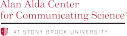 Alan Alda Center
for Communicating Science®
AT STONY BROOK UNIVERSITY